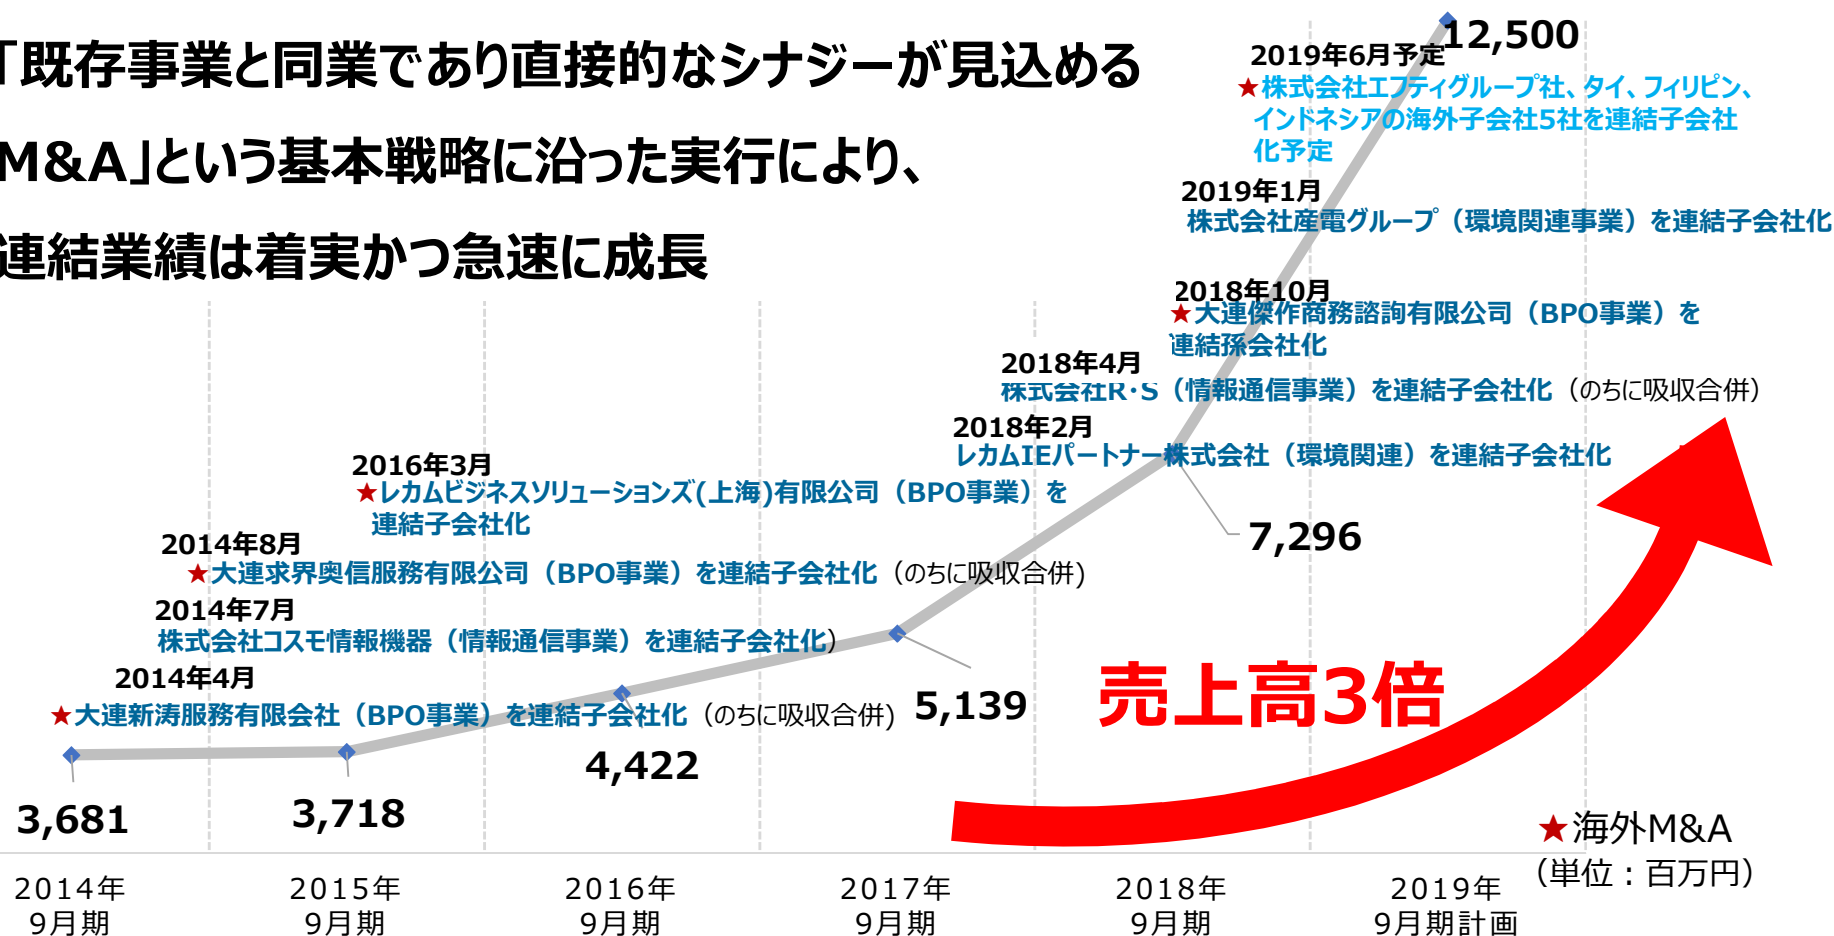 「既存事業と同業であり直接的なシナジーが見込める
M&A」という基本戦略に沿った実行により、
連結業績は着実かつ急速に成長
12,500
2019年6月予定
★株式会社エフティグループ社、タイ、フィリピン、
インドネシアの海外子会社5社を連結子会社
化予定
2019年1月
株式会社産電グループ（環境関連事業）を連結子会社化
2018年10月
★大連傑作商務諮詢有限公司（BPO事業）を
連結孫会社化
2018年4月
株式会社R・S（情報通信事業）を連結子会社化（のちに吸収合併）
2018年2月
レカムIEパートナー株式会社（環境関連）を連結子会社化
2016年3月
★レカムビジネスソリューションズ(上海)有限公司（BPO事業）を
連結子会社化
7,296
2014年8月
★大連求界奥信服務有限公司（BPO事業）を連結子会社化（のちに吸収合併)
2014年7月
株式会社コスモ情報機器（情報通信事業）を連結子会社化）
2014年4月
★大連新涛服務有限会社（BPO事業）を連結子会社化（のちに吸収合併)
5,139
売上高3倍
4,422
3,718
3,681
★海外M&A
（単位：百万円）
2014年
9月期
2015年
9月期
2016年
9月期
2017年
9月期
2018年
9月期
2019年
9月期計画